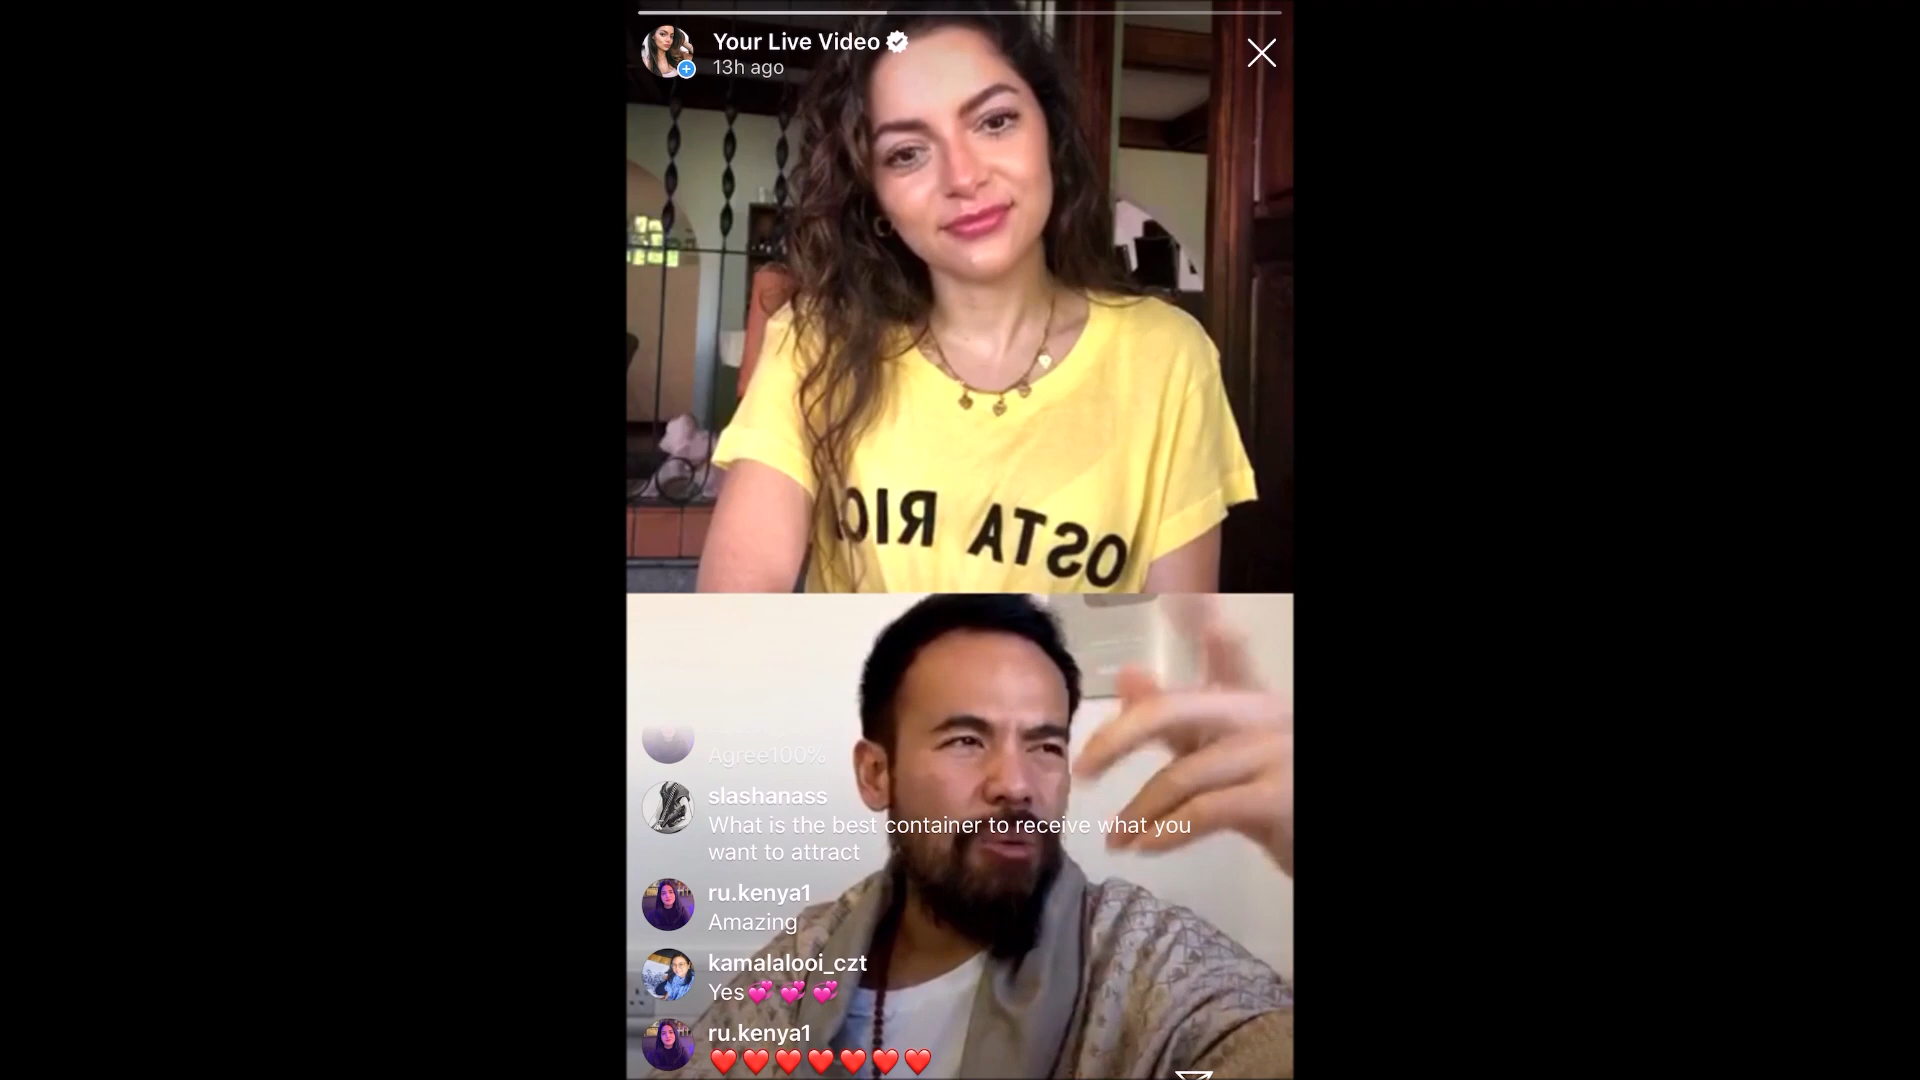 Your Live Video
13h ago
OSTA RIC
Agree100%
slashanass
What is the best container to receive what you
want to attract
ru.kenya1
Amazing
kamalalooi_czt
Yes💞💞💞
ru.kenya1
❤️❤️❤️❤️❤️❤️❤️